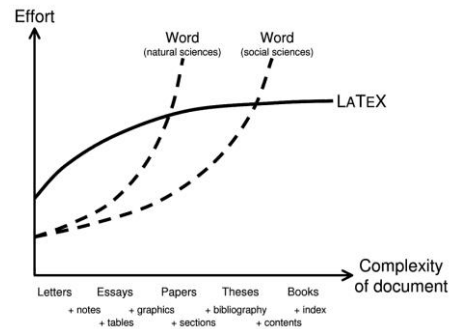 Effort
Word Word
(natural sciences) (social sciences)
LATEX
Complexity
of document
Letters Essays Papers Theses Books
+ notes + graphics + bibliography + index
+ tables + sections + contents